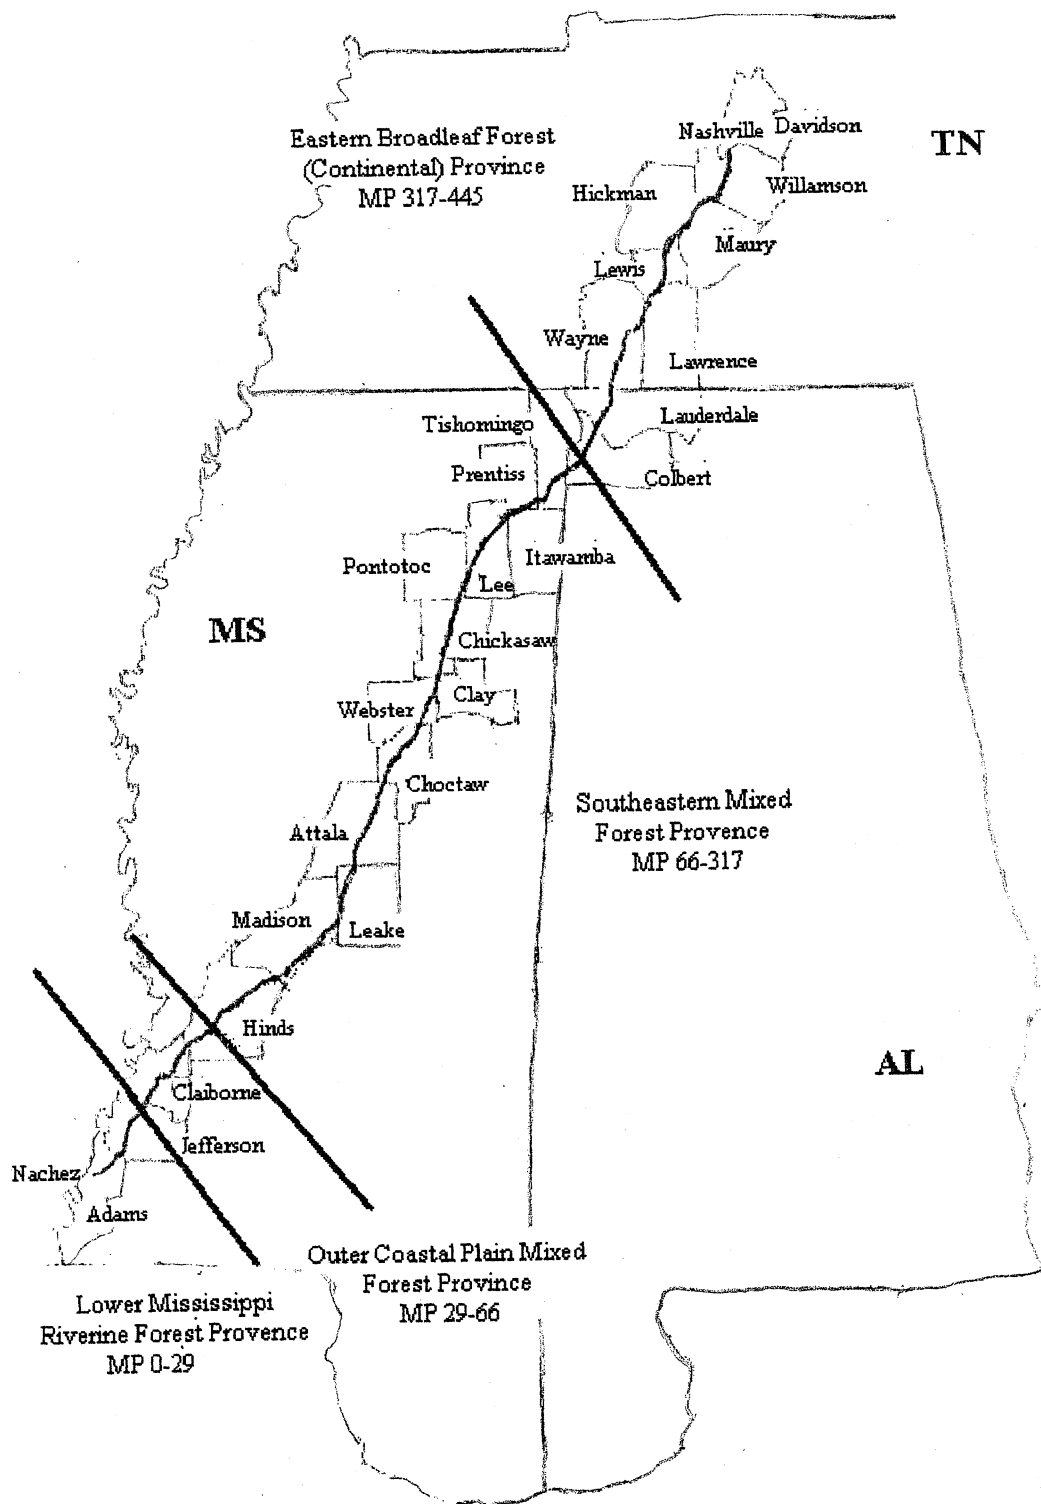 Eastern Broadleaf Forest
(Continental) Province
MP 317-445
Nashville
Davidson
TN
Hickman
Willamson
Maury
Lewis
Wayne
Lawrence
Tishomingo
Lauderdale
Prentiss
Colbert
Pontotoc
Itawamba
Lee
MS
Chickasaw
Clay
Webster
Choctaw
Southeastern Mixed
Forest Provence
MP 66-317
Attala
Madison
Leake
Hinds
AL
Claiborne
Jefferson
Nachez
Adams
Outer Coastal Plain Mixed
Forest Province
MP 29-66
Lower Mississippi
Riverine Forest Provence
MP 0-29